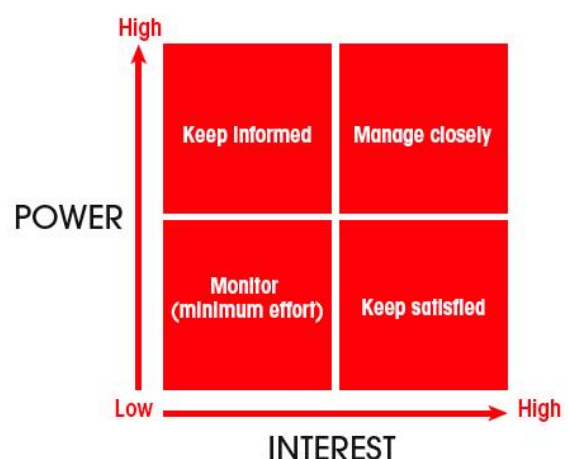 High
Keep Informed
Manage closely
POWER
Monitor
(minimum effort)
Keep satisfied
Low
High
INTEREST